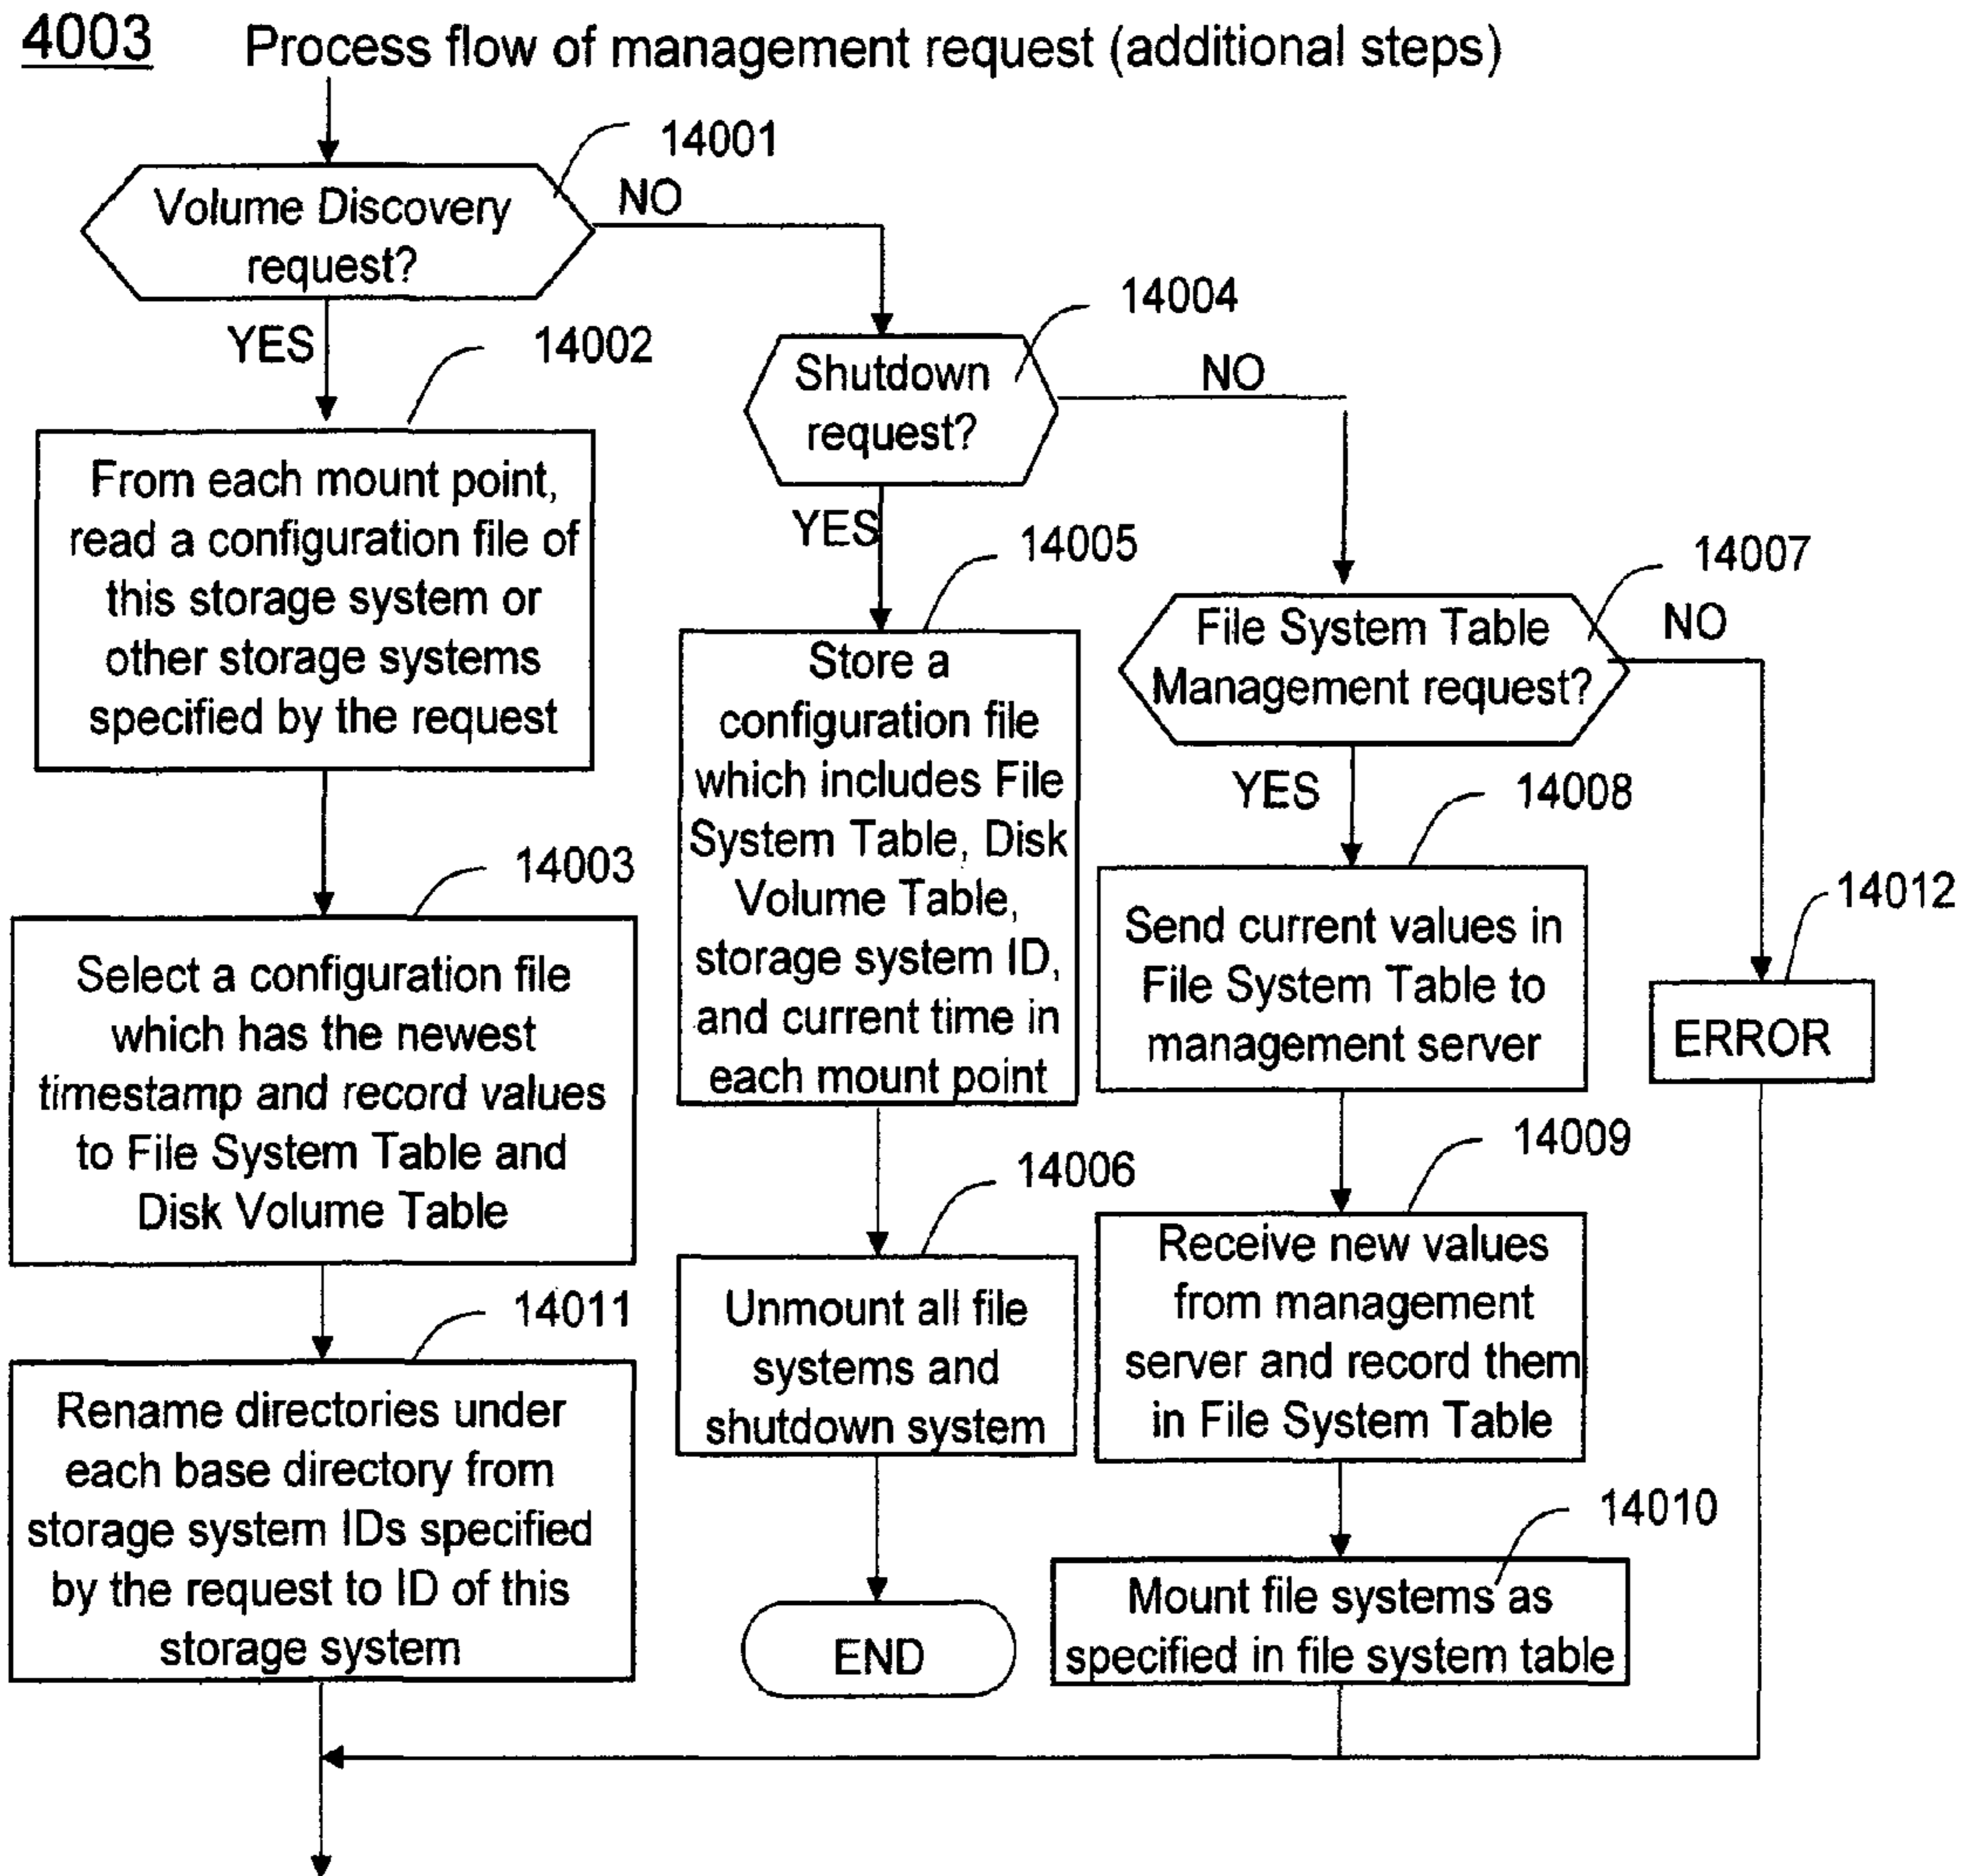 4003 Process flow of management request (additional steps)
14001
Volume Discovery
request?
NO
YES
14002
From each mount point,
read a configuration file of
this storage system or
other storage systems
specified by the request
14003
Select a configuration file
which has the newest
timestamp and record values
to File System Table and
Disk Volume Table
14011
Rename directories under
each base directory from
storage system IDs specified
by the request to ID of this
storage system
14004
Shutdown
request?
NO
YES
14005
Store a
configuration file
which includes File
System Table, Disk
Volume Table,
storage system ID,
and current time in
each mount point
14006
Unmount all file
systems and
shutdown system
END
14007
File System Table
Management request?
NO
YES
14008
Send current values in
File System Table to
management server
14009
Receive new values
from management
server and record them
in File System Table
14010
Mount file systems as
specified in file system table
14012
ERROR